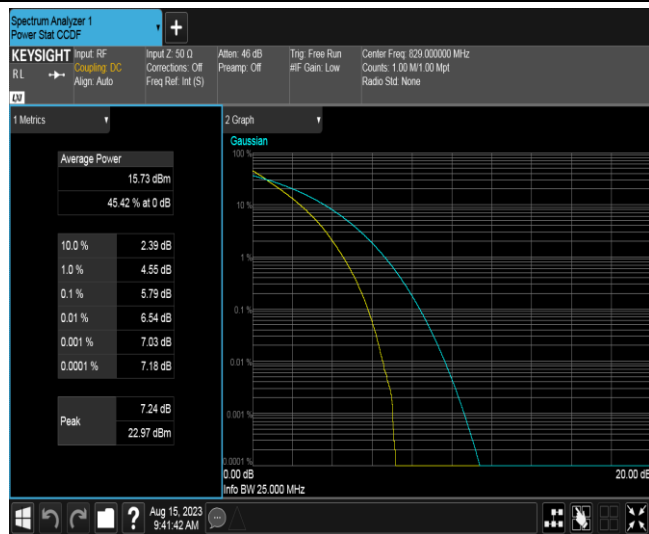 Spectrum Analyzer 1
Power Stat CCDF
+
KEYSIGHT
RL
LXI
Input: RF
Coupling: DC
Align: Auto
Input Z: 50 Ω
Corrections: Off
Freq Ref: Int (S)
Atten: 46 dB
Preamp: Off
Trig: Free Run
#IF Gain: Low
Center Freq: 829.000000 MHz
Counts: 1.00 M/1.00 Mpt
Radio Std: None
1 Metrics
Average Power
15.73 dBm
45.42 % at 0 dB
10.0 % 2.39 dB
1.0 % 4.55 dB
0.1 % 5.79 dB
0.01 % 6.54 dB
0.001 % 7.03 dB
0.0001 % 7.18 dB
Peak
7.24 dB
22.97 dBm
2 Graph
Gaussian
100 %
10 %
1 %
0.1 %
0.01 %
0.001 %
0.0001 %
0.00 dB
20.00 dB
Info BW 25.000 MHz
?
Aug 15, 2023
9:41:42 AM